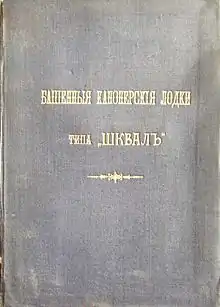 БАШЕННЫЯ КАНОНЕРСКІЯ ЛОДКИ
ТИПА „ШКВАЛЪ"